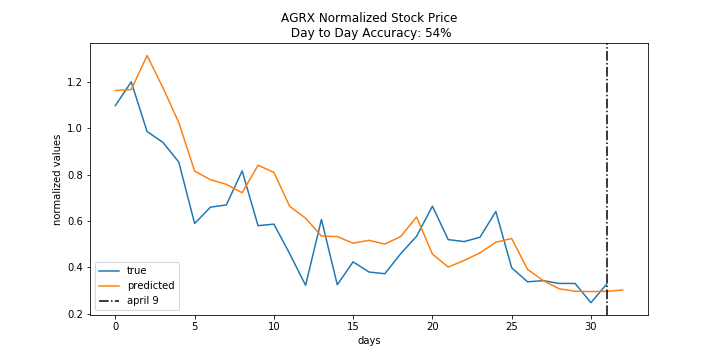 AGRX Normalized Stock Price
Day to Day Accuracy: 54%
normalized values
1.2
1.0
0.8
0.6
0.4
0.2
true
predicted
april 9
0 5 10 15 20 25 30
days